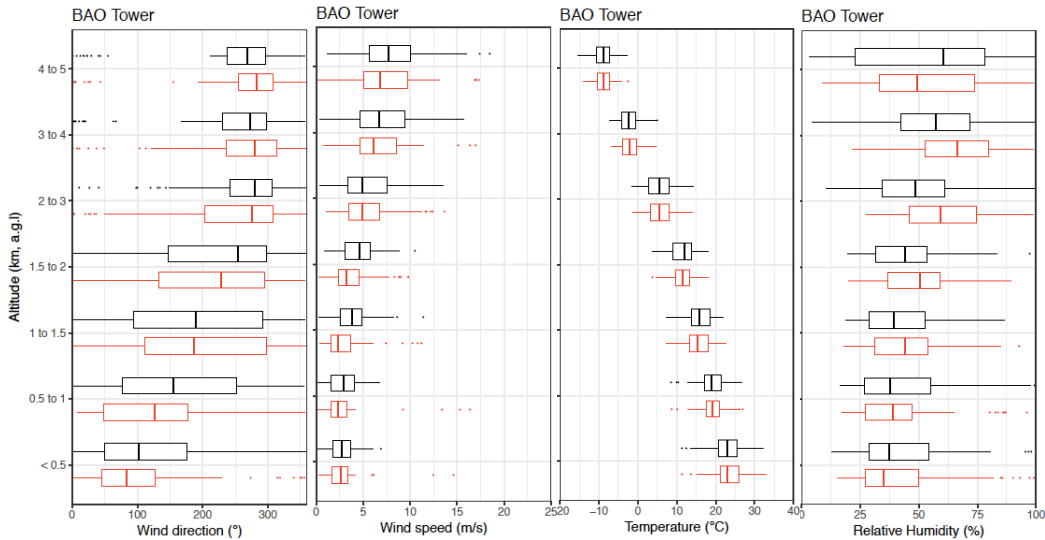 BAO Tower
BAO Tower
BAO Tower
BAO Tower
Altitude (km, a.g.l)
4 to 5
3 to 4
2 to 3
1.5 to 2
1 to 1.5
0.5 to 1
< 0.5
0 100 200 300
Wind direction (°)
0 5 10 15 20 25
Wind speed (m/s)
−20 −10 0 10 20 30 40
Temperature (°C)
0 25 50 75 100
Relative Humidity (%)